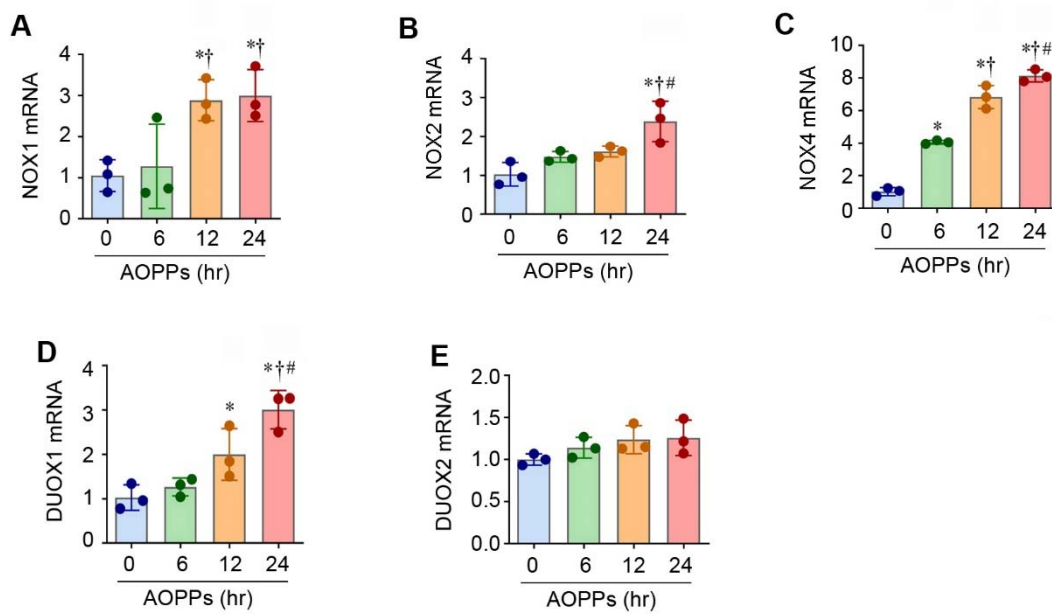 A
NOX1 mRNA
4
3
2
1
0
*†
*†
0 6 12 24
AOPPs (hr)
B
NOX2 mRNA
4
3
2
1
0
*†#
0 6 12 24
AOPPs (hr)
C
NOX4 mRNA
10
8
6
4
2
0
*
*†
*†#
0 6 12 24
AOPPs (hr)
D
DUOX1 mRNA
4
3
2
1
0
*
*†#
0 6 12 24
AOPPs (hr)
E
DUOX2 mRNA
2.0
1.5
1.0
0.5
0.0
0 6 12 24
AOPPs (hr)